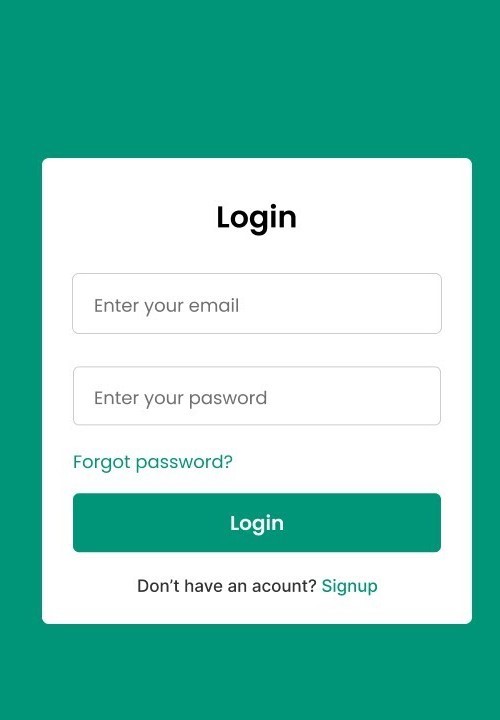 Login
Enter your email
Enter your pasword
Forgot password?
Login
Don’t have an acount? Signup